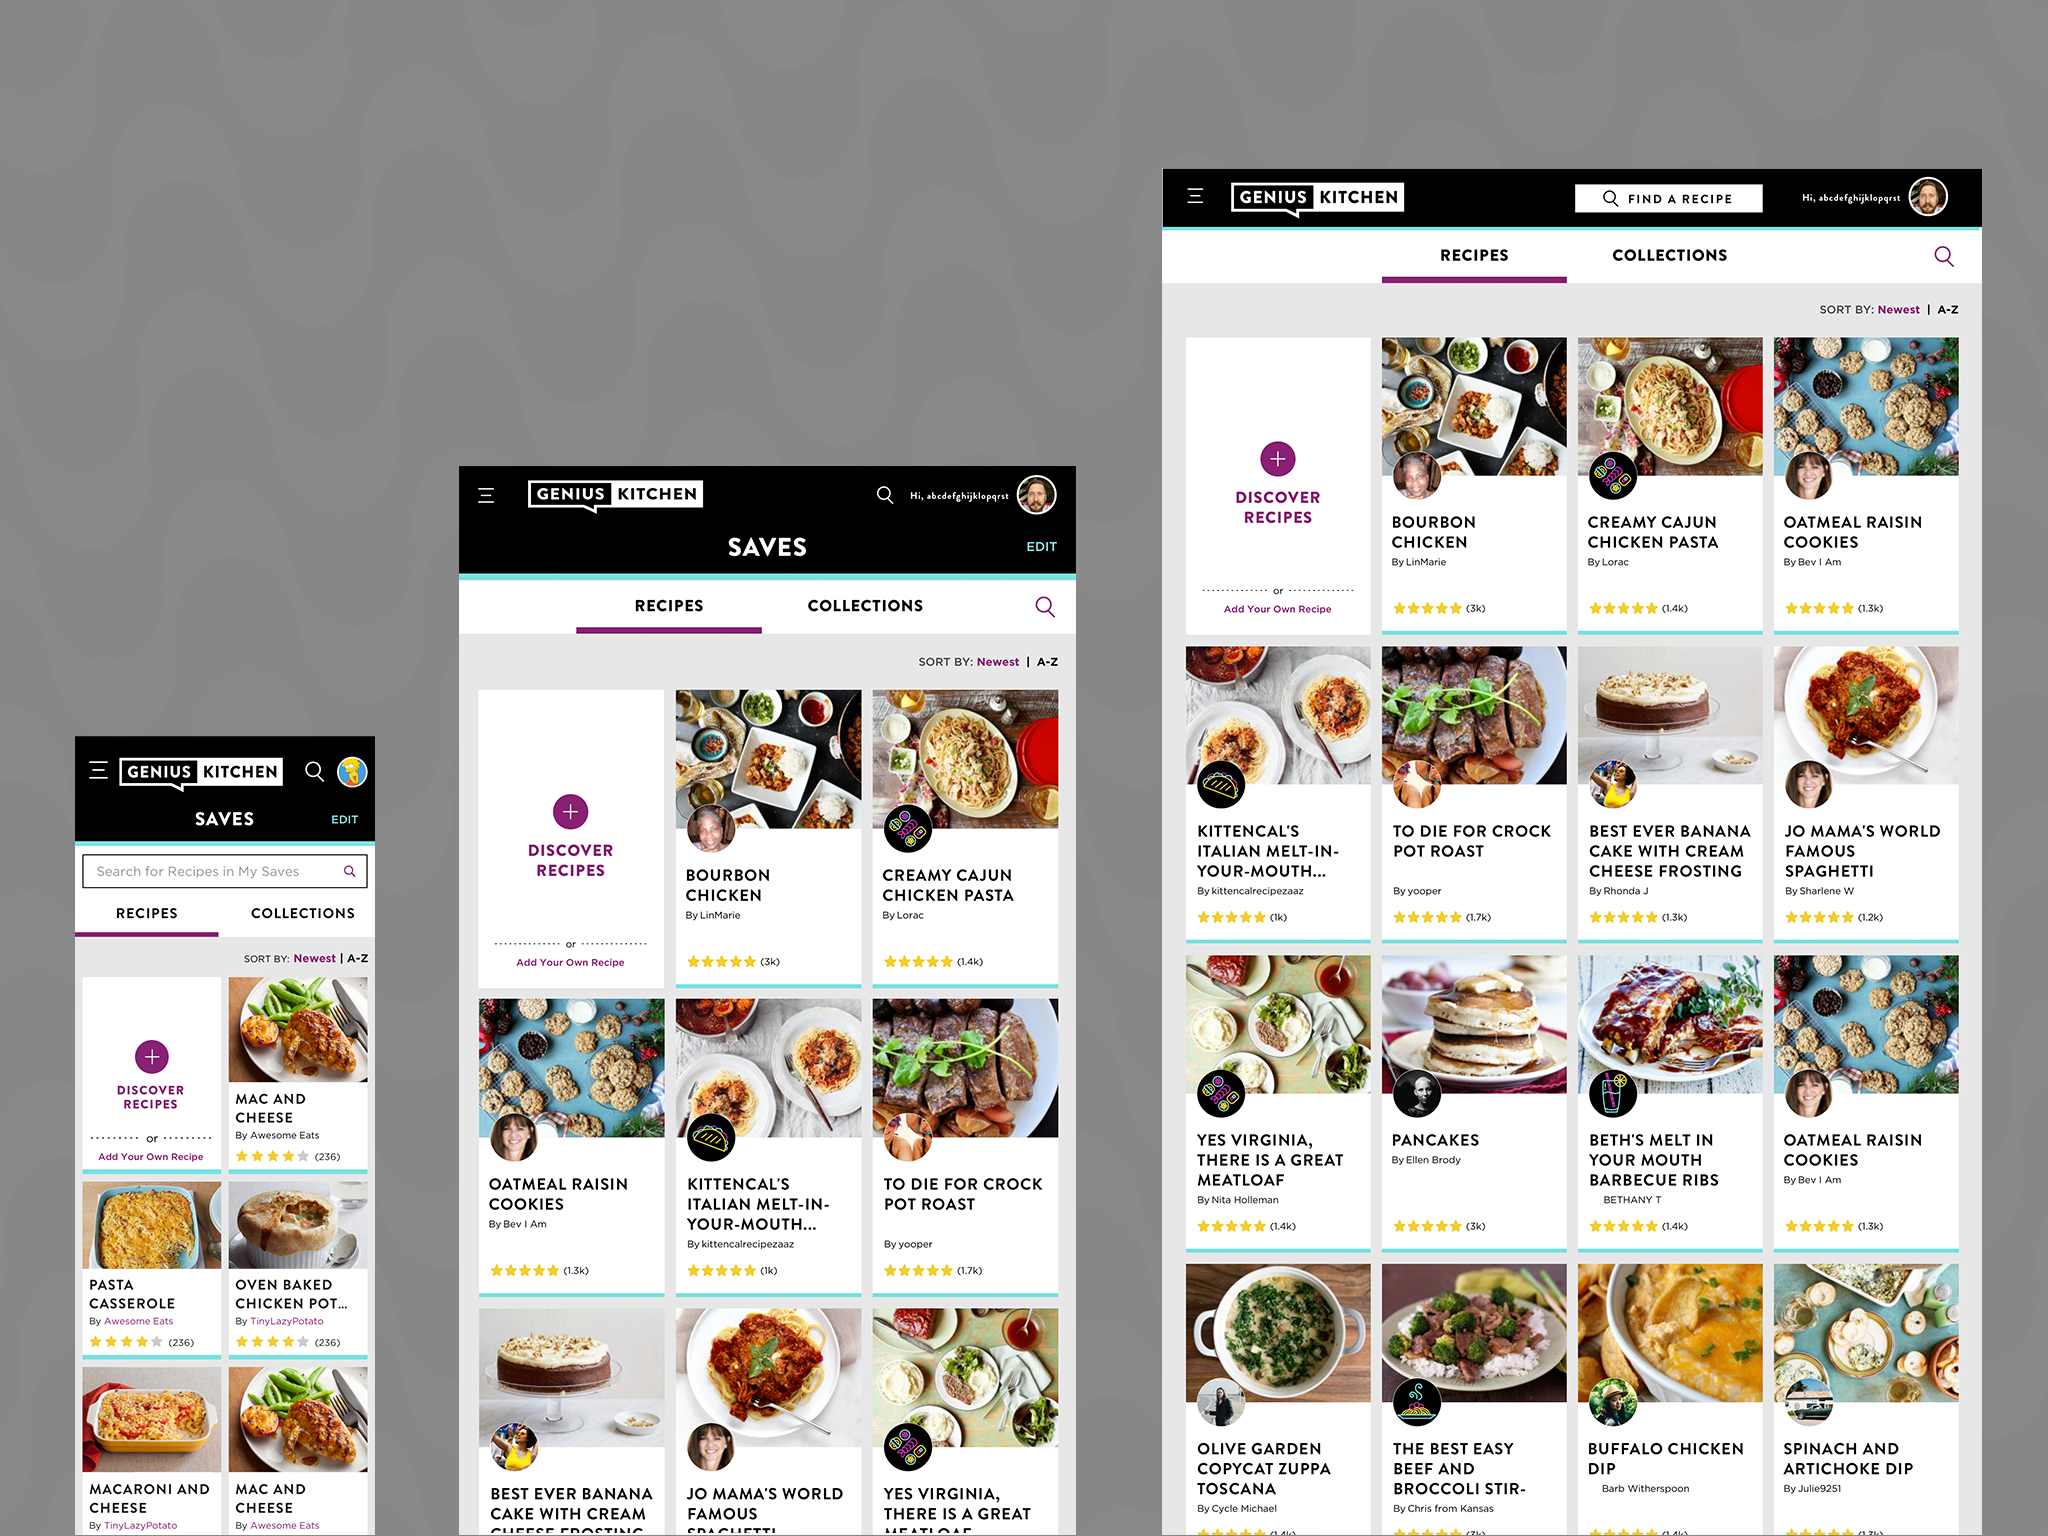 GENIUS KITCHEN
SAVES
EDIT
Search for Recipes in My Saves
RECIPES COLLECTIONS
SORT BY: Newest | A-Z
DISCOVER
RECIPES
or
Add Your Own Recipe
MAC AND
CHEESE
By Awesome Eats
(236)
PASTA
CASSEROLE
By Awesome Eats
(236)
OVEN BAKED
CHICKEN POT...
By TinyLazyPotato
(236)
MACARONI AND
CHEESE
By TinyLazyPotato
MAC AND
CHEESE
By Awesome Eats
GENIUS KITCHEN
Hi, abcdefghijklopqrst
SAVES
EDIT
RECIPES COLLECTIONS
SORT BY: Newest | A-Z
DISCOVER
RECIPES
or
Add Your Own Recipe
BOURBON
CHICKEN
By LinMarie
(3k)
CREAMY CAJUN
CHICKEN PASTA
By Lorac
(1.4k)
OATMEAL RAISIN
COOKIES
By Bev I Am
(1.3k)
KITTENCAL'S
ITALIAN MELT-IN-
YOUR-MOUTH...
By kittencalrecipezaaz
(1k)
TO DIE FOR CROCK
POT ROAST
By yooper
(1.7k)
BEST EVER BANANA
CAKE WITH CREAM
CHEESE FROSTING
JO MAMA'S WORLD
FAMOUS
SPAGHETTI
YES VIRGINIA,
THERE IS A GREAT
MEATLOAF
GENIUS KITCHEN
FIND A RECIPE
Hi, abcdefghijklopqrst
RECIPES COLLECTIONS
SORT BY: Newest | A-Z
DISCOVER
RECIPES
or
Add Your Own Recipe
BOURBON
CHICKEN
By LinMarie
(3k)
CREAMY CAJUN
CHICKEN PASTA
By Lorac
(1.4k)
OATMEAL RAISIN
COOKIES
By Bev I Am
(1.3k)
KITTENCAL'S
ITALIAN MELT-IN-
YOUR-MOUTH...
By kittencalrecipezaaz
(1k)
TO DIE FOR CROCK
POT ROAST
By yooper
(1.7k)
BEST EVER BANANA
CAKE WITH CREAM
CHEESE FROSTING
By Rhonda J
(1.3k)
JO MAMA'S WORLD
FAMOUS
SPAGHETTI
By Sharlene W
(1.2k)
YES VIRGINIA,
THERE IS A GREAT
MEATLOAF
By Nita Holleman
(1.4k)
PANCAKES
By Ellen Brody
(3k)
BETH'S MELT IN
YOUR MOUTH
BARBECUE RIBS
BETHANY T
(1.4k)
OATMEAL RAISIN
COOKIES
By Bev I Am
(1.3k)
OLIVE GARDEN
COPYCAT ZUPPA
TOSCANA
By Cycle Michael
(1.4k)
THE BEST EASY
BEEF AND
BROCCOLI STIR-
By Chris from Kansas
(3k)
BUFFALO CHICKEN
DIP
Barb Witherspoon
(1.4k)
SPINACH AND
ARTICHOKE DIP
By Julie9251
(1.3k)